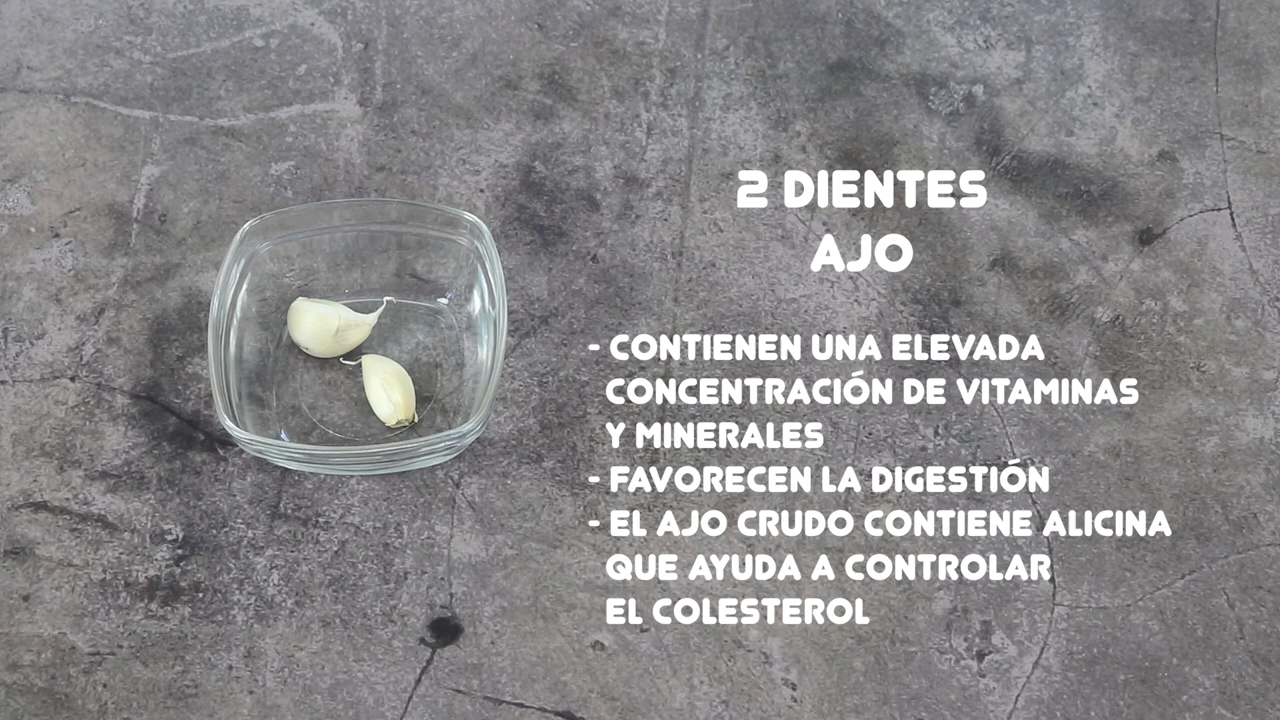 2 DIENTES
AJO
- CONTIENEN UNA ELEVADA
CONCENTRACIÓN DE VITAMINAS
Y MINERALES
- FAVORECEN LA DIGESTIÓN
- EL AJO CRUDO CONTIENE ALICINA
QUE AYUDA A CONTROLAR
EL COLESTEROL